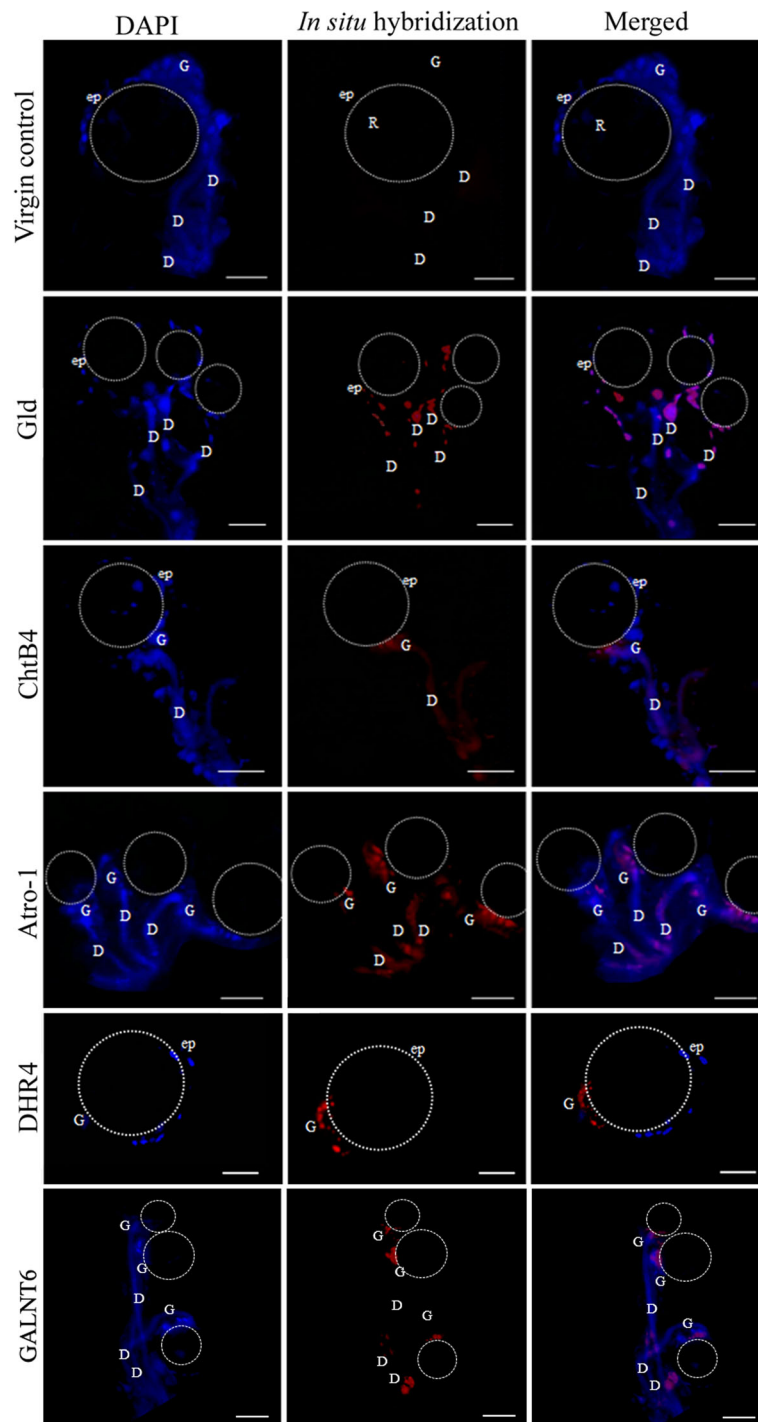 DAPI In situ hybridization Merged
Virgin control
G ep D D D
G ep R D D D
G ep R D D D
Gld
ep D D D D
ep D D D D
ep D D D D
ChtB4
ep G D
ep G D
ep G D
Atro-1
G G G D D D
G G G D D D
G G G D D D
DHR4
ep G
ep G
ep G
GALNT6
G G D G D D
G G D G D D
G G D G D D